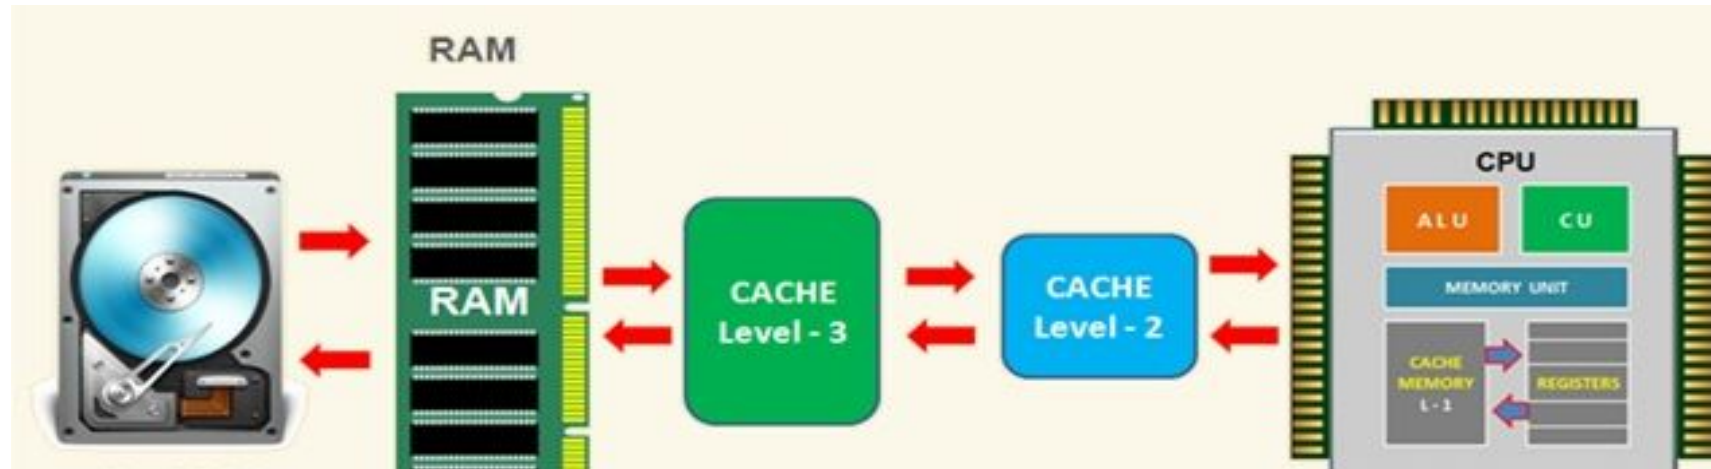 RAM
RAM
CACHE
Level - 3
CACHE
Level - 2
CPU
ALU
CU
MEMORY UNIT
CACHE
MEMORY
L - 1
REGISTERS